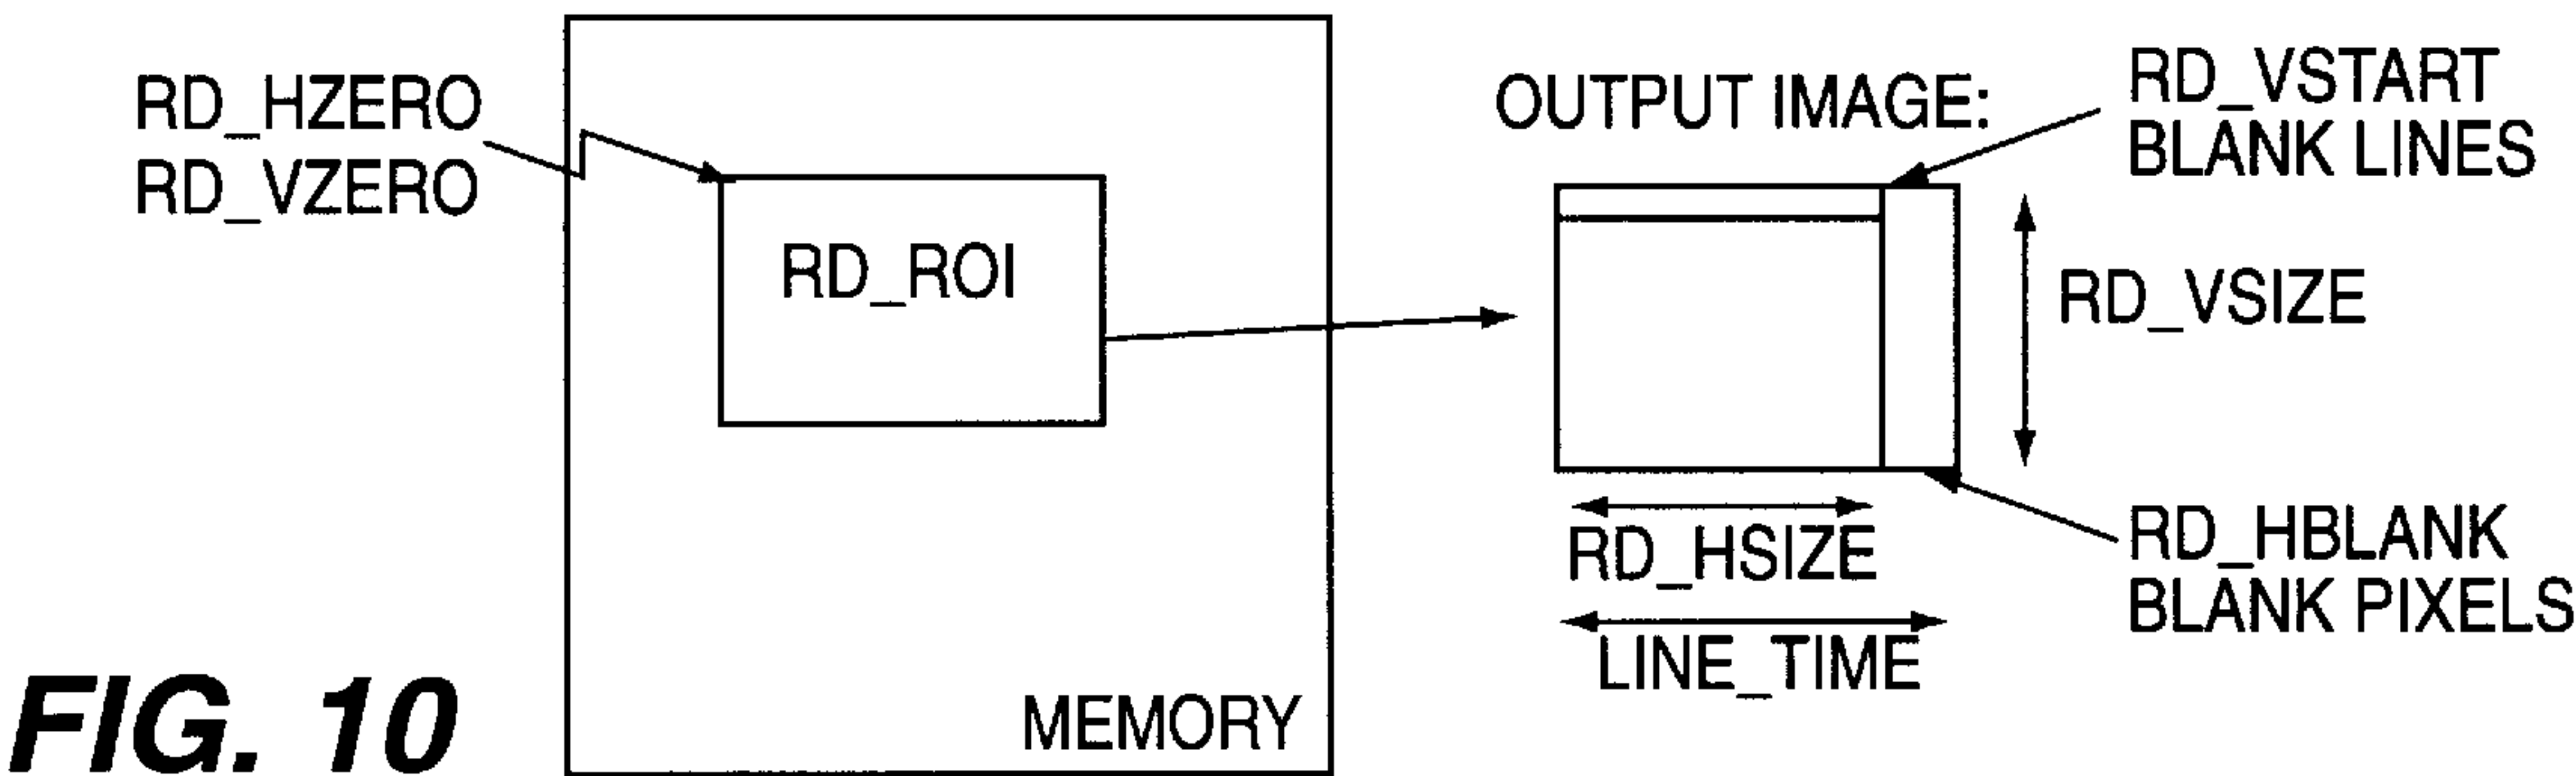 RD_HZERO
RD_VZERO
RD_ROI
MEMORY
OUTPUT IMAGE:
RD_VSTART
BLANK LINES
RD_VSIZE
RD_HSIZE
LINE_TIME
RD_HBLANK
BLANK PIXELS
FIG. 10